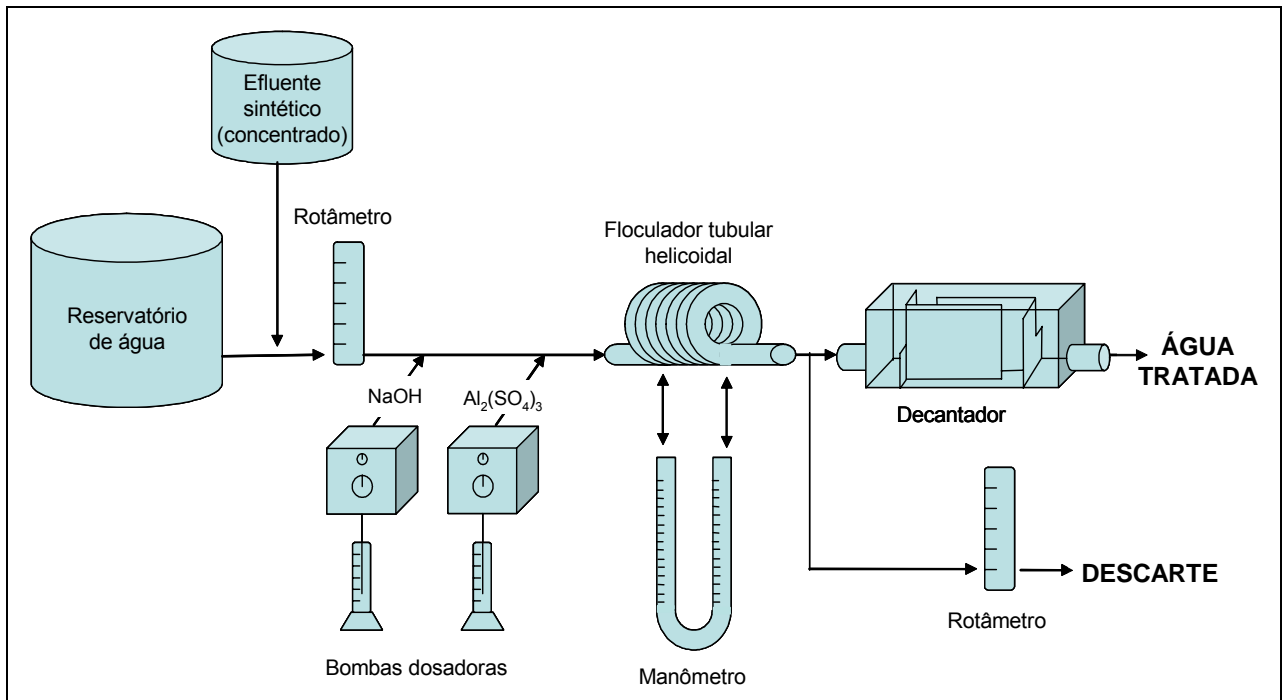 Efluente
sintético
(concentrado)
Rotâmetro
Reservatório
de água
NaOH
Al₂(SO₄)₃
Bombas dosadoras
Floculador tubular
helicoidal
Manômetro
Decantador
ÁGUA
TRATADA
DESCARTE
Rotâmetro